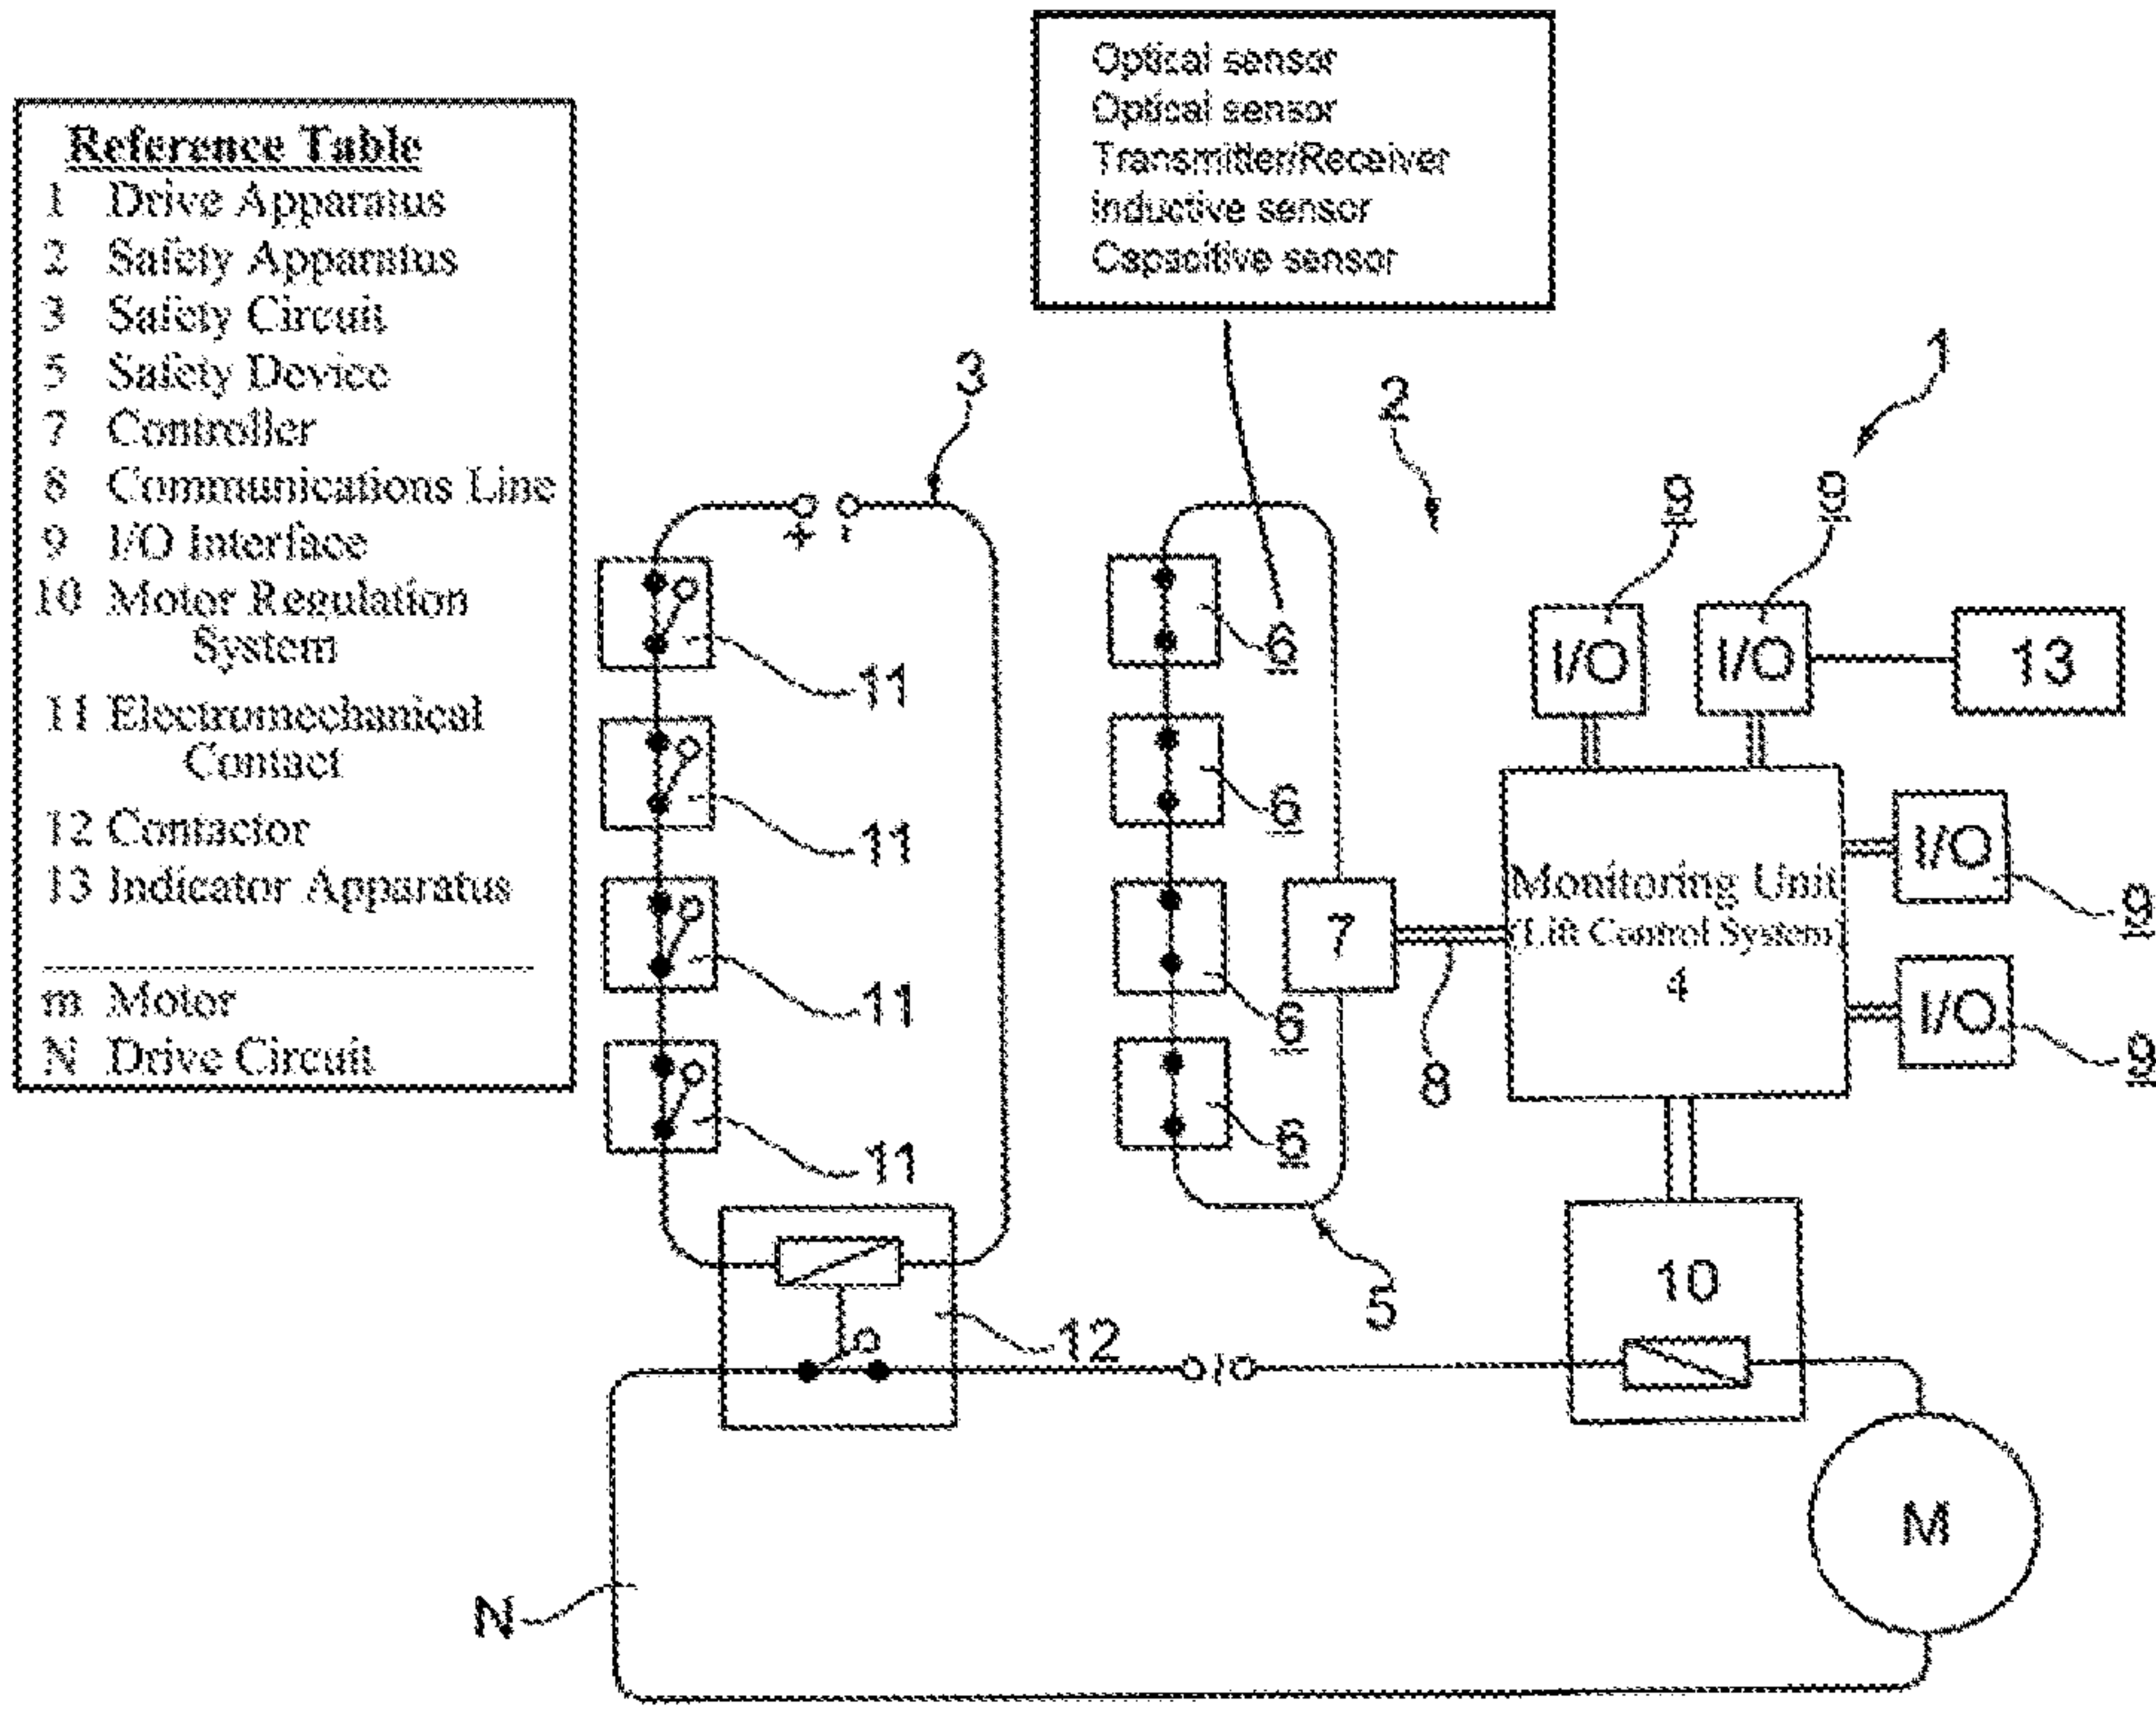 Optical sensor
Optical sensor
Transmitter/Receiver
Inductive sensor
Capacitive sensor
Reference Table
1 Drive Apparatus
2 Safety Apparatus
3 Safety Circuit
5 Safety Device
7 Controller
8 Communications Line
9 I/O Interface
10 Motor Regulation
System
11 Electromechanical
Contact
12 Contactor
13 Indicator Apparatus
m Motor
N Drive Circuit
3
2
1
9
9
+ -
I/O
I/O
13
11
6
11
6
I/O
9
7
Monitoring Unit
(Lift Control System)
4
11
6
8
I/O
9
11
6
5
10
12
~
M
N